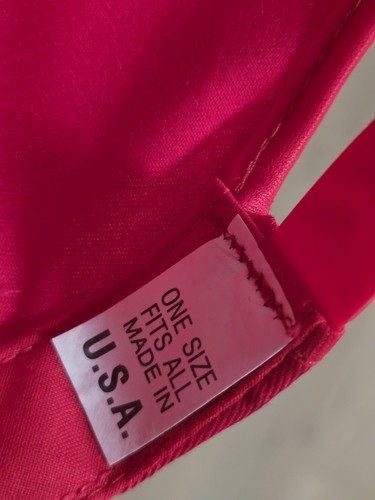 ONE SIZE
FITS ALL
MADE IN
U.S.A.